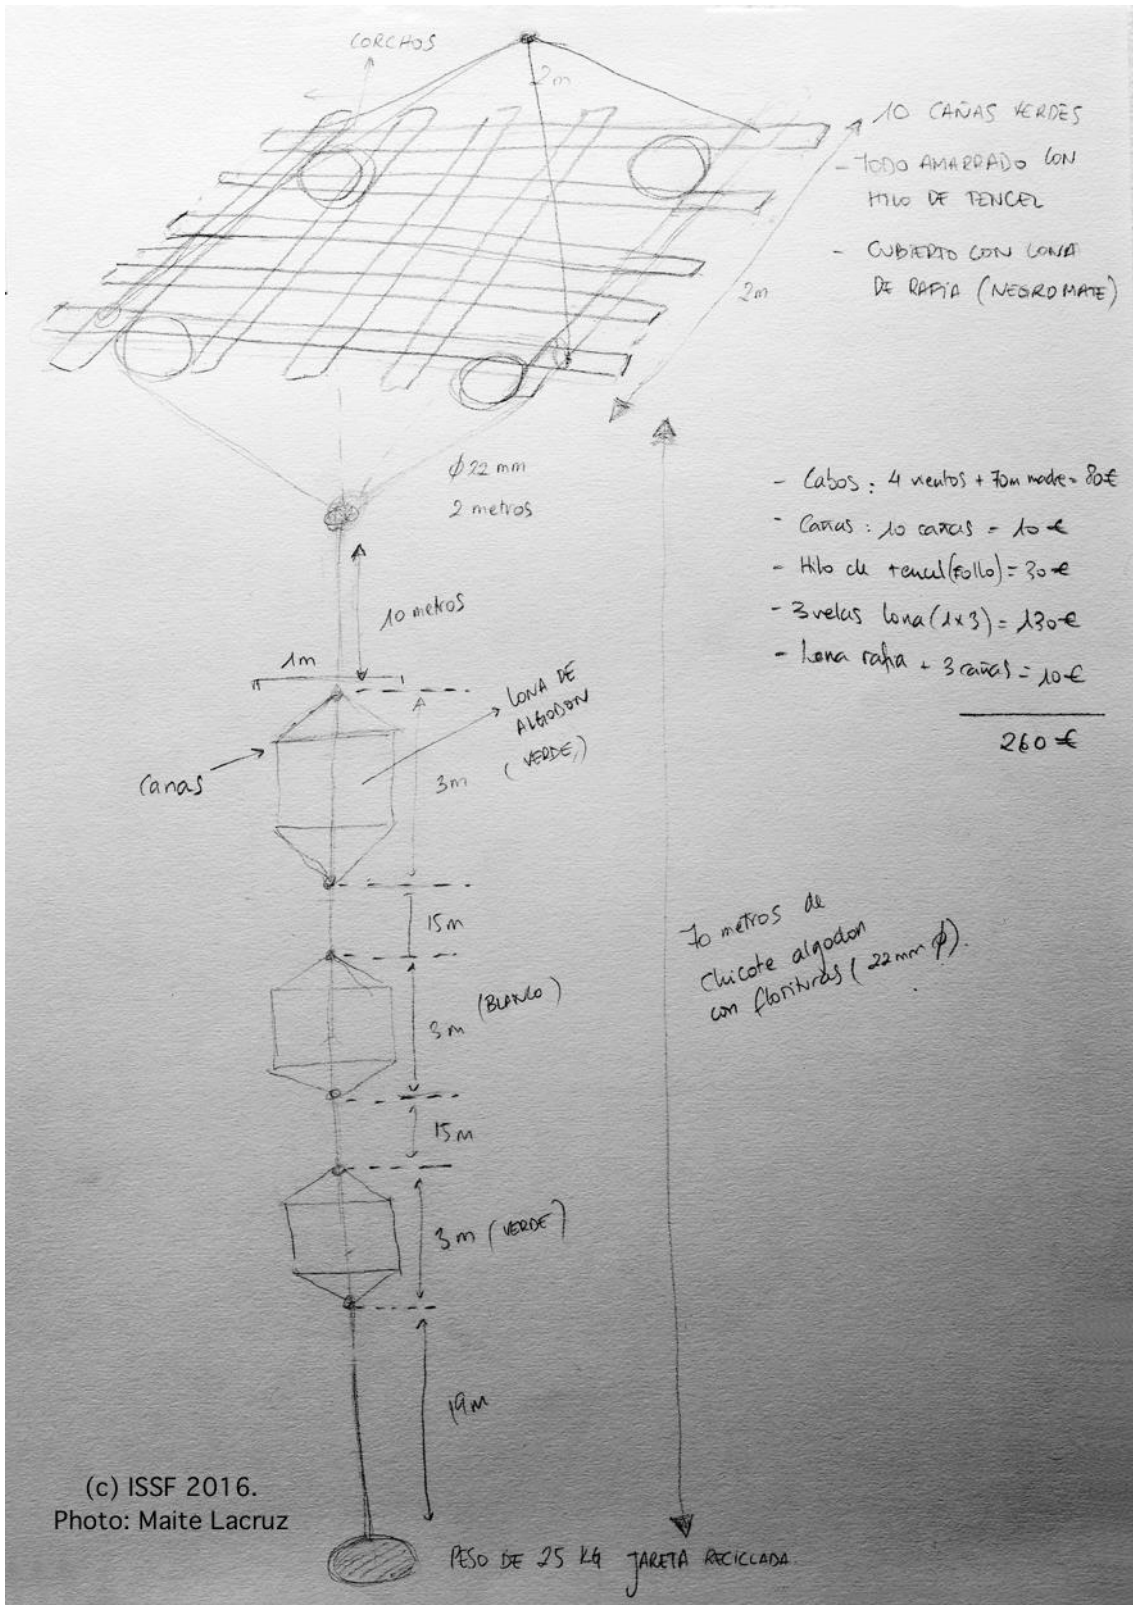 CORCHOS
2m
10 CAÑAS VERDES
- TODO AMARRADO CON
HILO DE TENCEL
- CUBIERTO CON LONA
DE RAFIA (NEGRO MATE)
2m
Ø 22 mm
2 metros
- Cabos: 4 vientos + 70m madre = 80€
- Cañas: 10 cañas = 10€
- Hilo de tencel (rollo) = 30€
- 3 velas lona (1x3) = 130€
- Lona rafia + 3 cañas = 10€
260€
10 metros
1m
LONA DE
ALGODON
(VERDE)
Canas
3m
15m
3m (BLANCO)
15m
3m (VERDE)
19m
70 metros de
Chicote algodon
con florituras (22mm Ø).
PESO DE 25 KG JARETA RECICLADA
(c) ISSF 2016.
Photo: Maite Lacruz